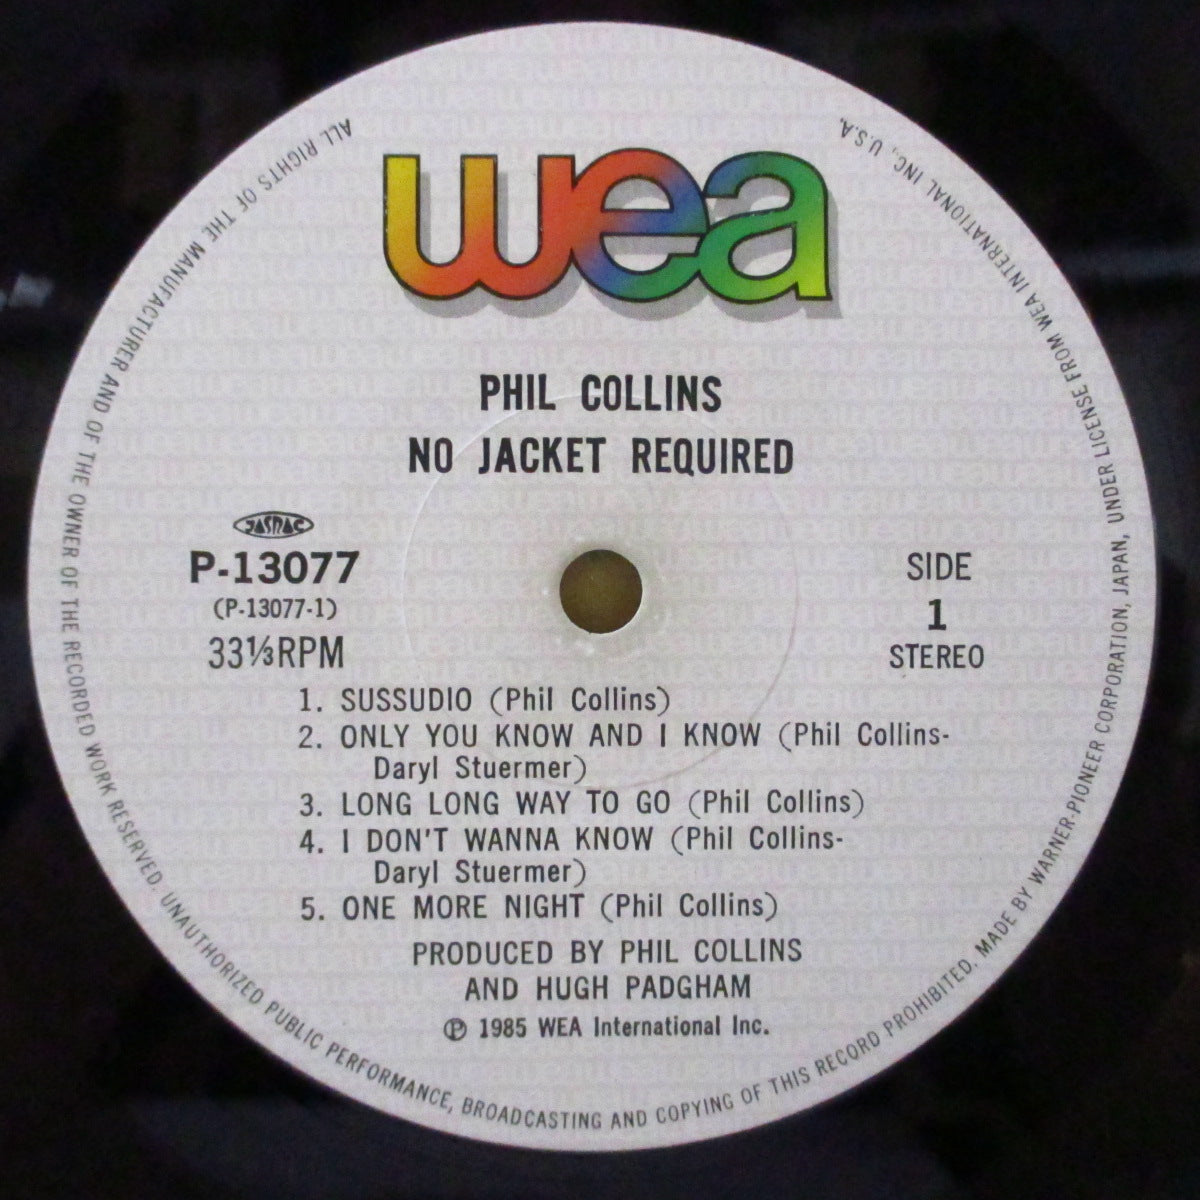 wea
PHIL COLLINS
NO JACKET REQUIRED
JASRAC
P-13077
(P-13077-1)
33⅓RPM
SIDE
1
STEREO
1. SUSSUDIO (Phil Collins)
2. ONLY YOU KNOW AND I KNOW (Phil Collins-
Daryl Stuermer)
3. LONG LONG WAY TO GO (Phil Collins)
4. I DON'T WANNA KNOW (Phil Collins-
Daryl Stuermer)
5. ONE MORE NIGHT (Phil Collins)
PRODUCED BY PHIL COLLINS
AND HUGH PADGHAM
Ⓟ 1985 WEA International Inc.
ALL RIGHTS OF THE MANUFACTURER AND OF THE OWNER OF THE RECORDED WORK RESERVED. UNAUTHORIZED PUBLIC PERFORMANCE, BROADCASTING AND COPYING OF THIS RECORD PROHIBITED. MADE BY WARNER-PIONEER CORPORATION, JAPAN, UNDER LICENSE FROM WEA INTERNATIONAL INC., U.S.A.